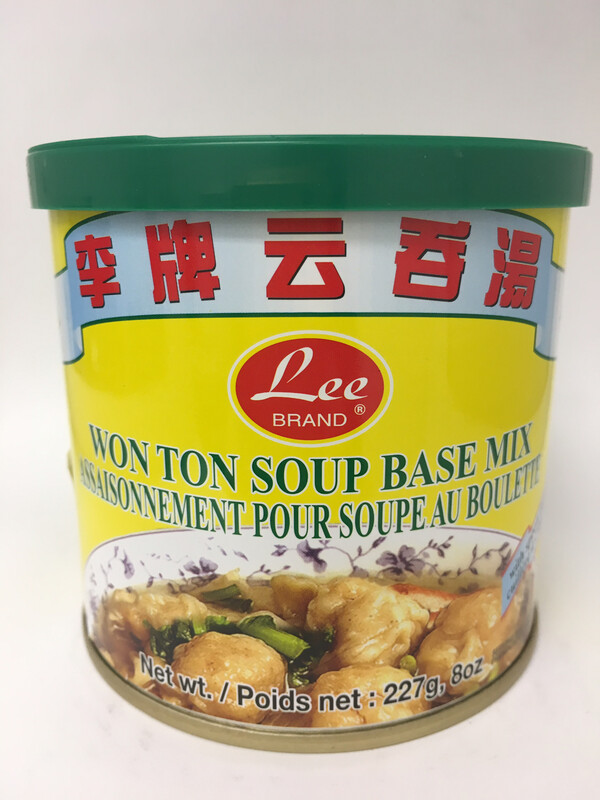 李牌云吞湯
Lee
BRAND ®
WON TON SOUP BASE MIX
ASSAISONNEMENT POUR SOUPE AU BOULETTE
Net wt. / Poids net : 227g, 8oz